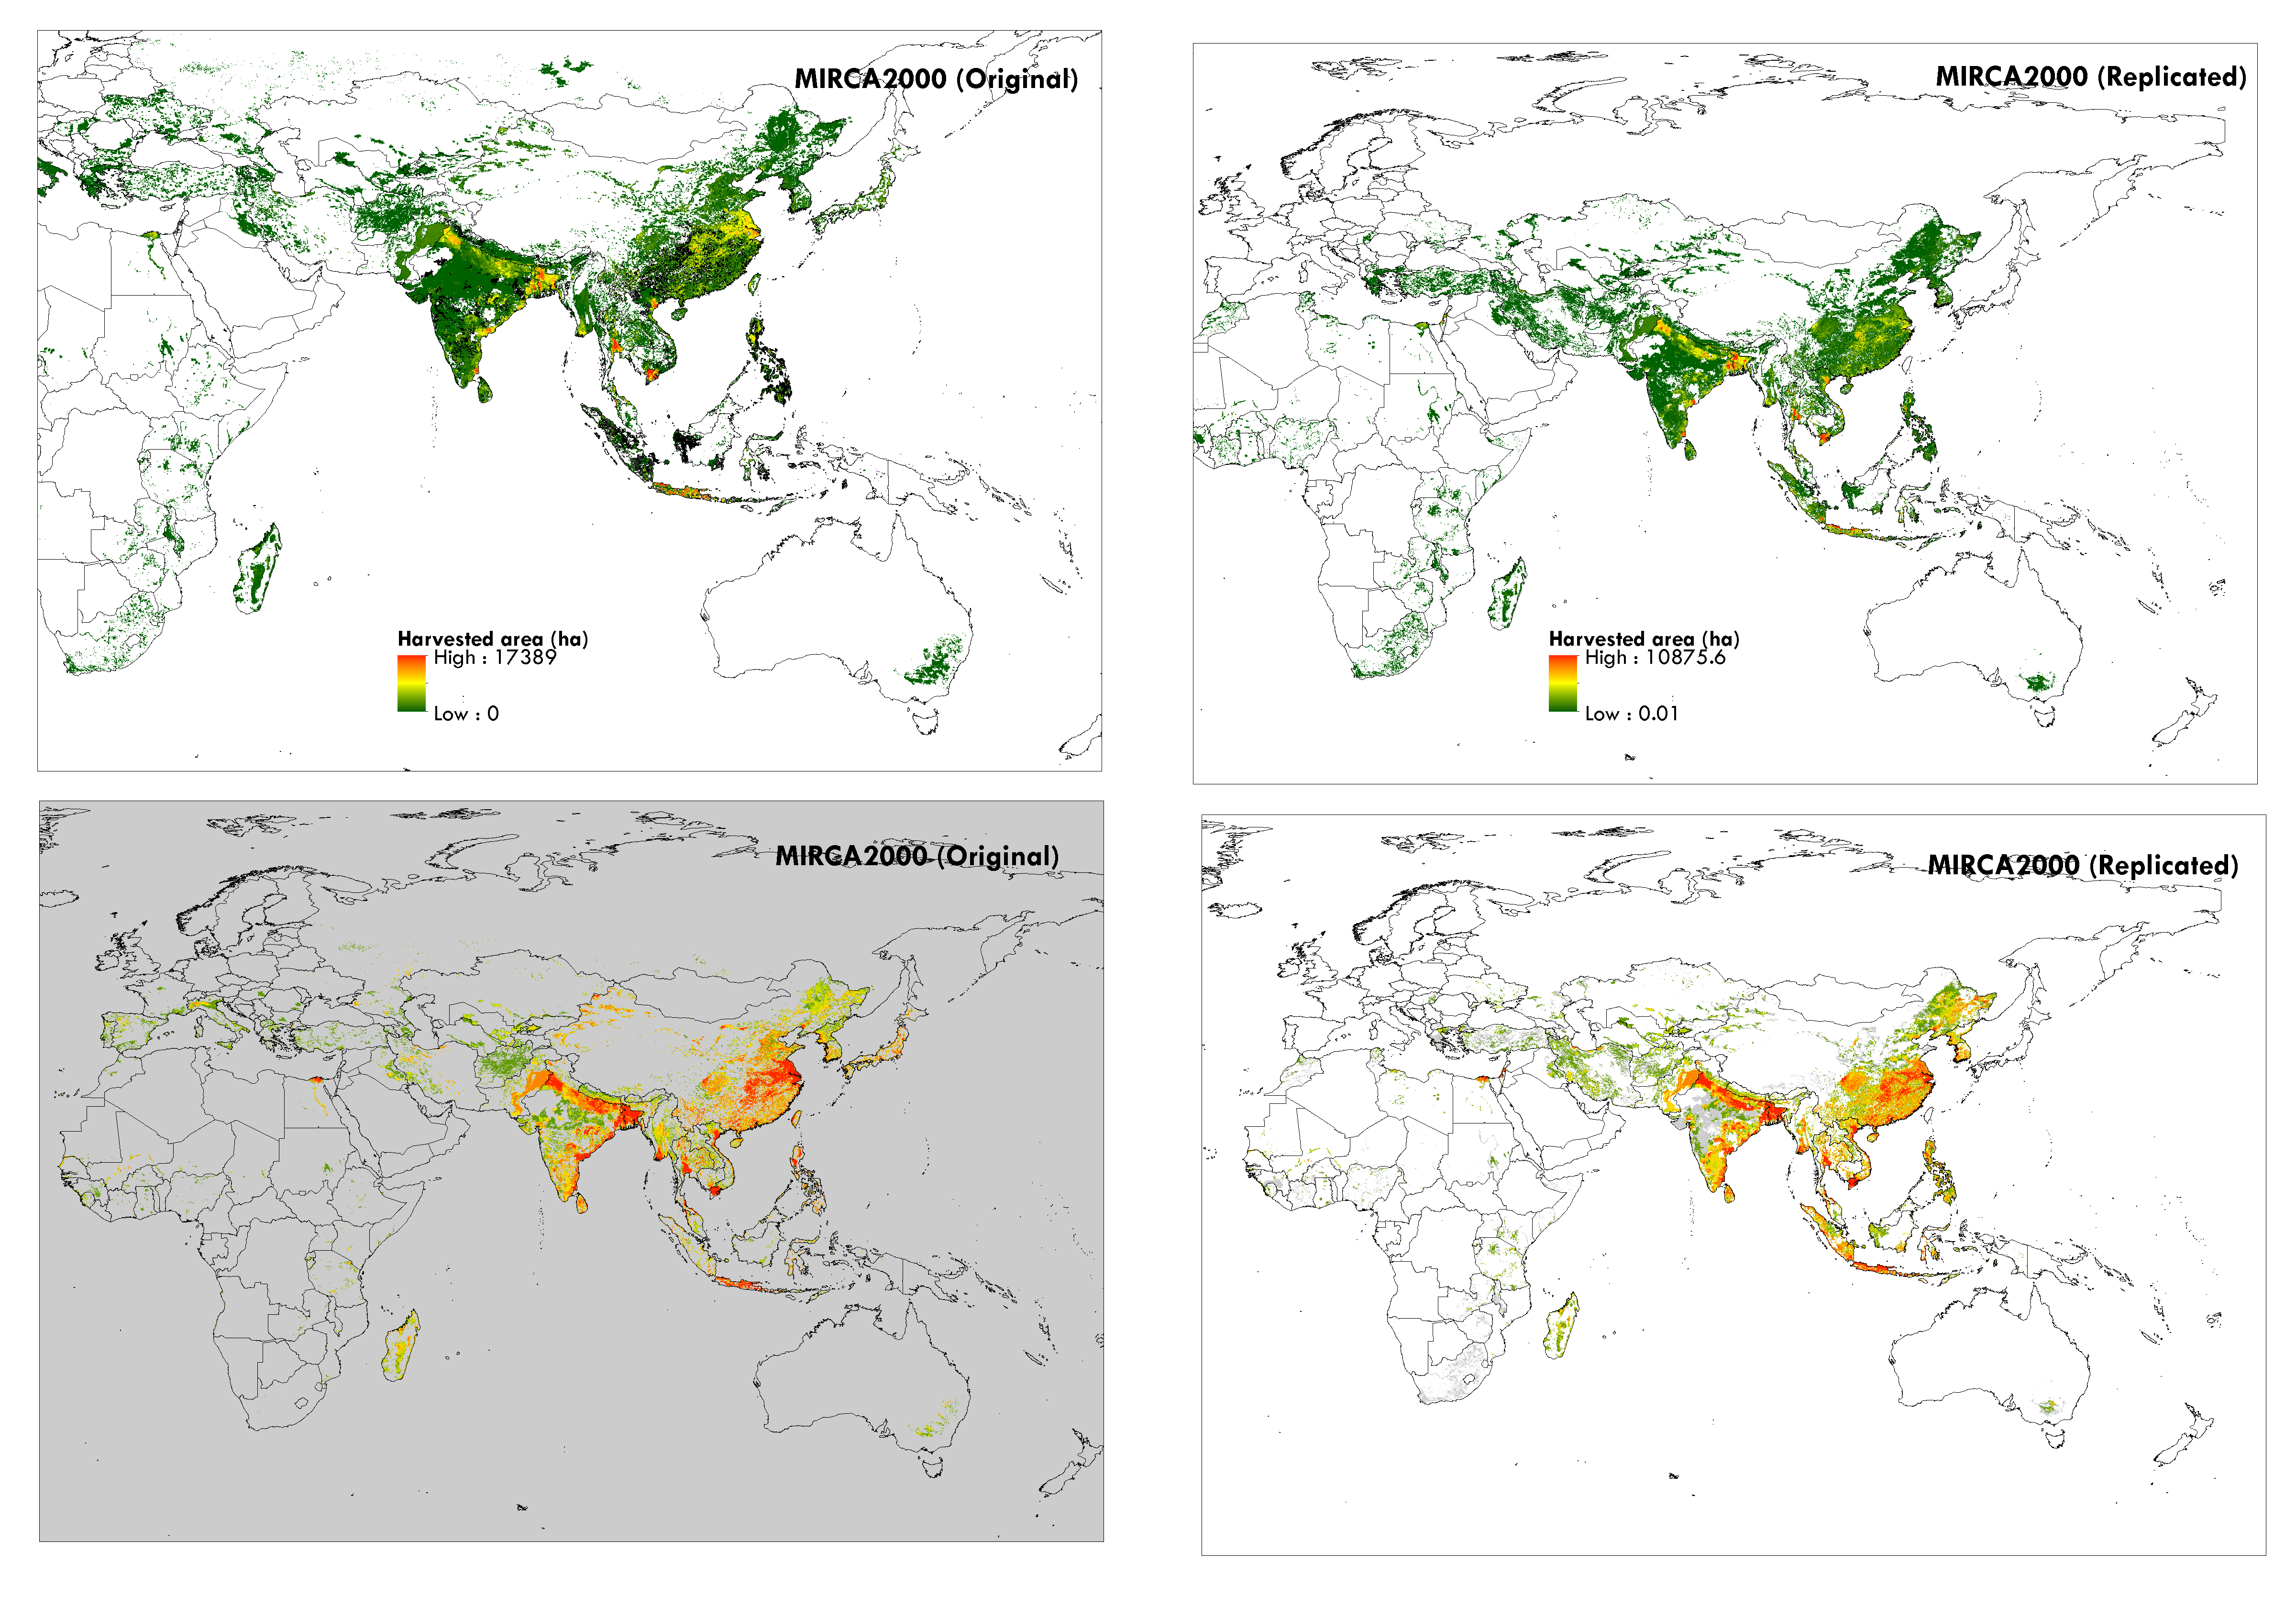 MIRCA2000 (Original)
Harvested area (ha)
High : 17389
Low : 0
MIRCA2000 (Replicated)
Harvested area (ha)
High : 10875.6
Low : 0.01
MIRCA2000 (Original)
MIRCA2000 (Replicated)